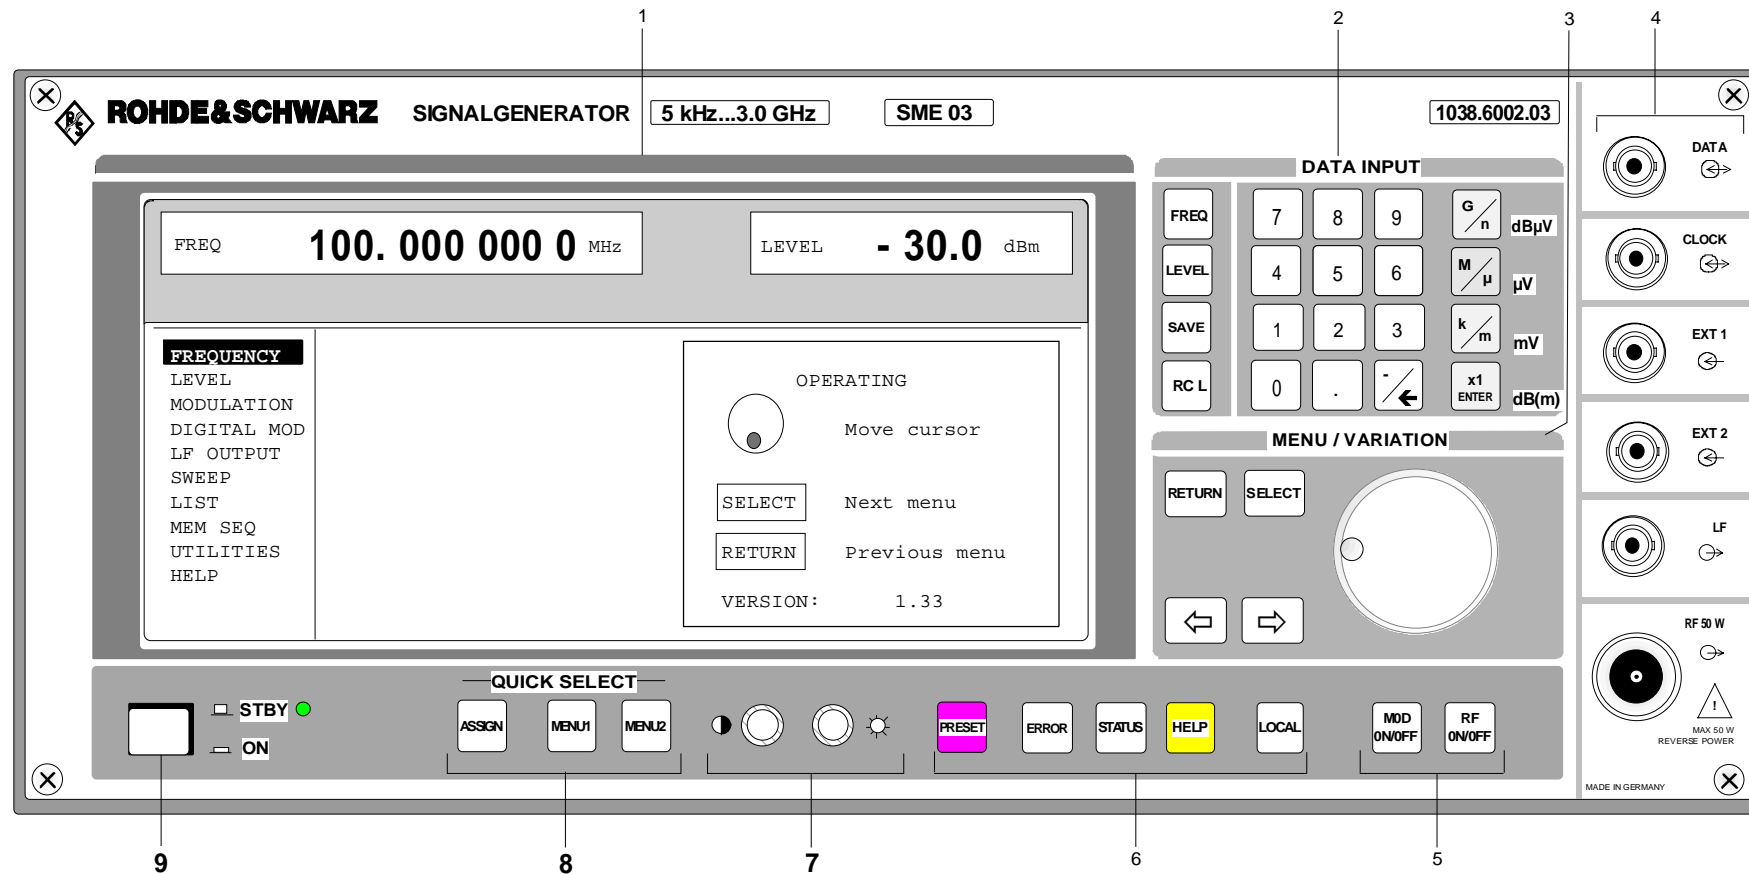 1
2
3
4
R&S ROHDE&SCHWARZ SIGNALGENERATOR 5 kHz...3.0 GHz SME 03 1038.6002.03
FREQ 100. 000 000 0 MHz
LEVEL - 30.0 dBm
FREQUENCY
LEVEL
MODULATION
DIGITAL MOD
LF OUTPUT
SWEEP
LIST
MEM SEQ
UTILITIES
HELP
OPERATING
Move cursor
SELECT Next menu
RETURN Previous menu
VERSION: 1.33
DATA INPUT
FREQ 7 8 9 G/n dBµV
LEVEL 4 5 6 M/µ µV
SAVE 1 2 3 k/m mV
RC L 0 . -/← x1 ENTER dB(m)
MENU / VARIATION
RETURN SELECT
DATA
CLOCK
EXT 1
EXT 2
LF
RF 50 W
!
MAX 50 W
REVERSE POWER
MADE IN GERMANY
STBY
ON
QUICK SELECT
ASSIGN MENU1 MENU2
PRESET ERROR STATUS HELP LOCAL
M0D
0N/0FF
RF
0N/0FF
9
8
7
6
5